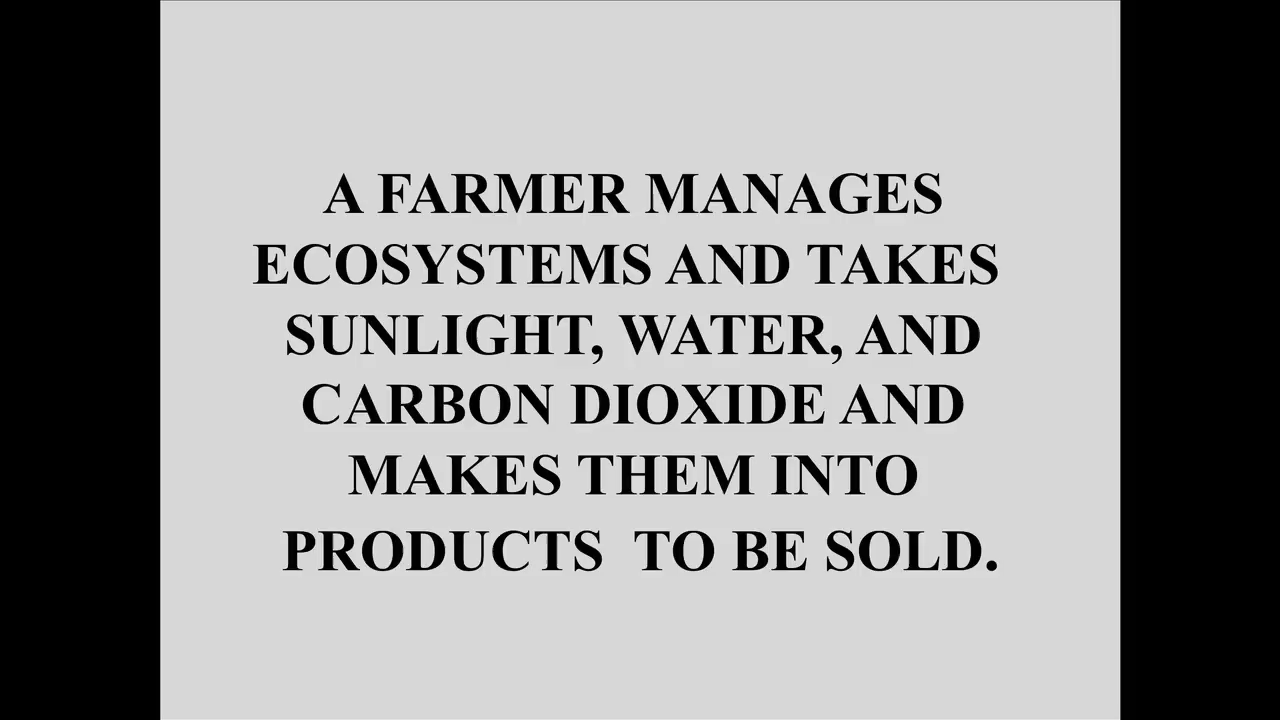 A FARMER MANAGES
ECOSYSTEMS AND TAKES
SUNLIGHT, WATER, AND
CARBON DIOXIDE AND
MAKES THEM INTO
PRODUCTS  TO BE SOLD.